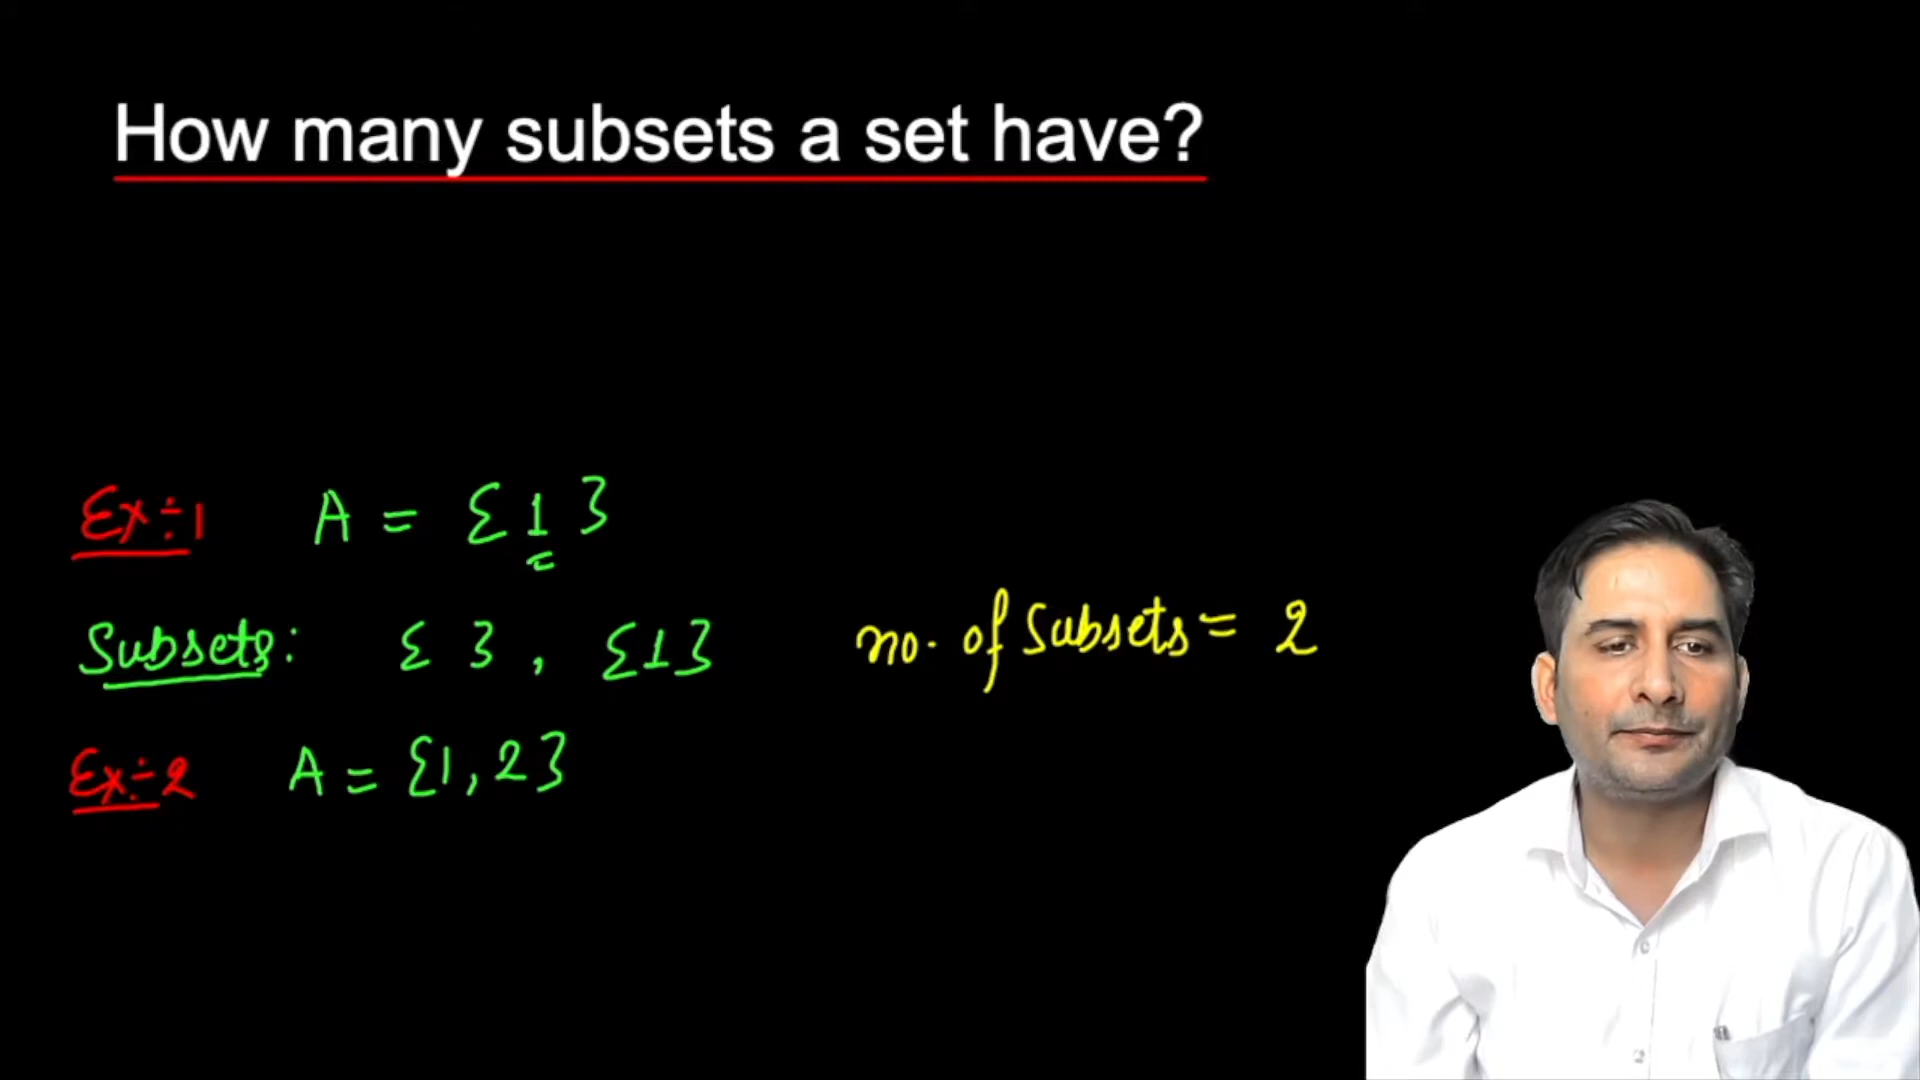 How many subsets a set have?
Ex÷1 A = {1}
Subsets: { }, {1} no. of Subsets = 2
Ex÷2 A = {1, 2}